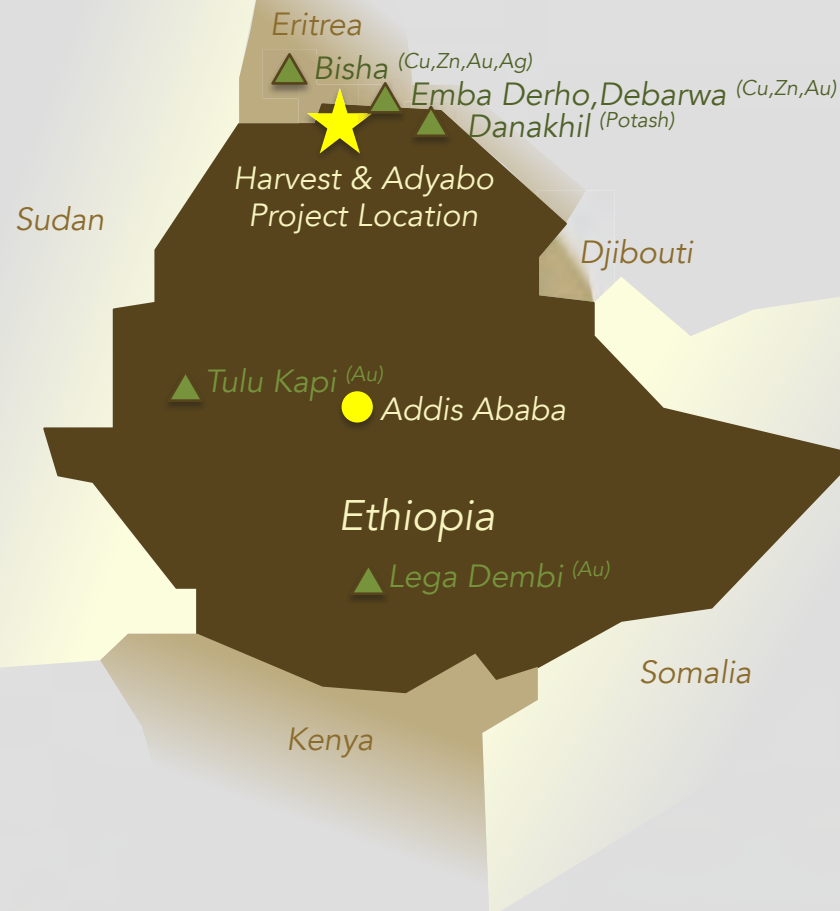 Eritrea
Bisha (Cu,Zn,Au,Ag)
Emba Derho,Debarwa (Cu,Zn,Au)
Danakhil (Potash)
Harvest & Adyabo
Project Location
Sudan
Djibouti
Tulu Kapi (Au)
Addis Ababa
Ethiopia
Lega Dembi (Au)
Somalia
Kenya